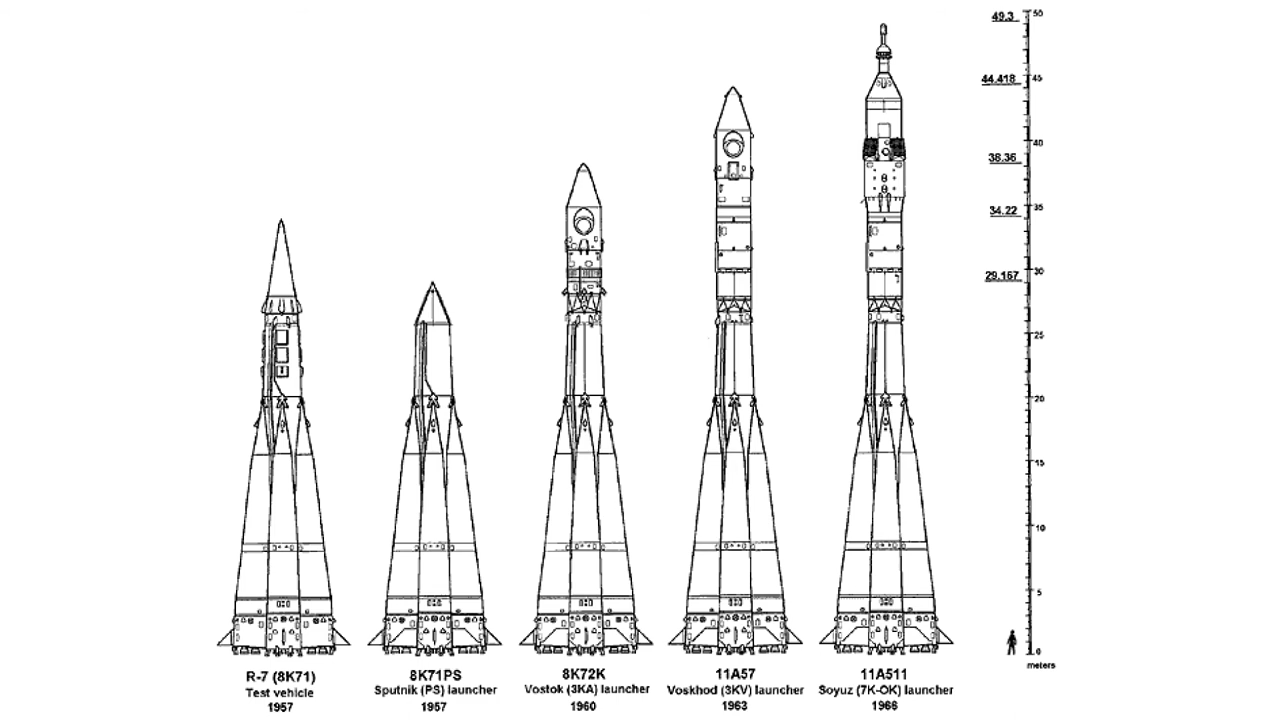 49.3
50
44.418
45
40
38.36
35
34.22
30
29.167
25
20
15
10
5
0
meters
R-7 (8K71)
Test vehicle
1957
8K71PS
Sputnik (PS) launcher
1957
8K72K
Vostok (3KA) launcher
1960
11A57
Voskhod (3KV) launcher
1963
11A511
Soyuz (7K-OK) launcher
1966